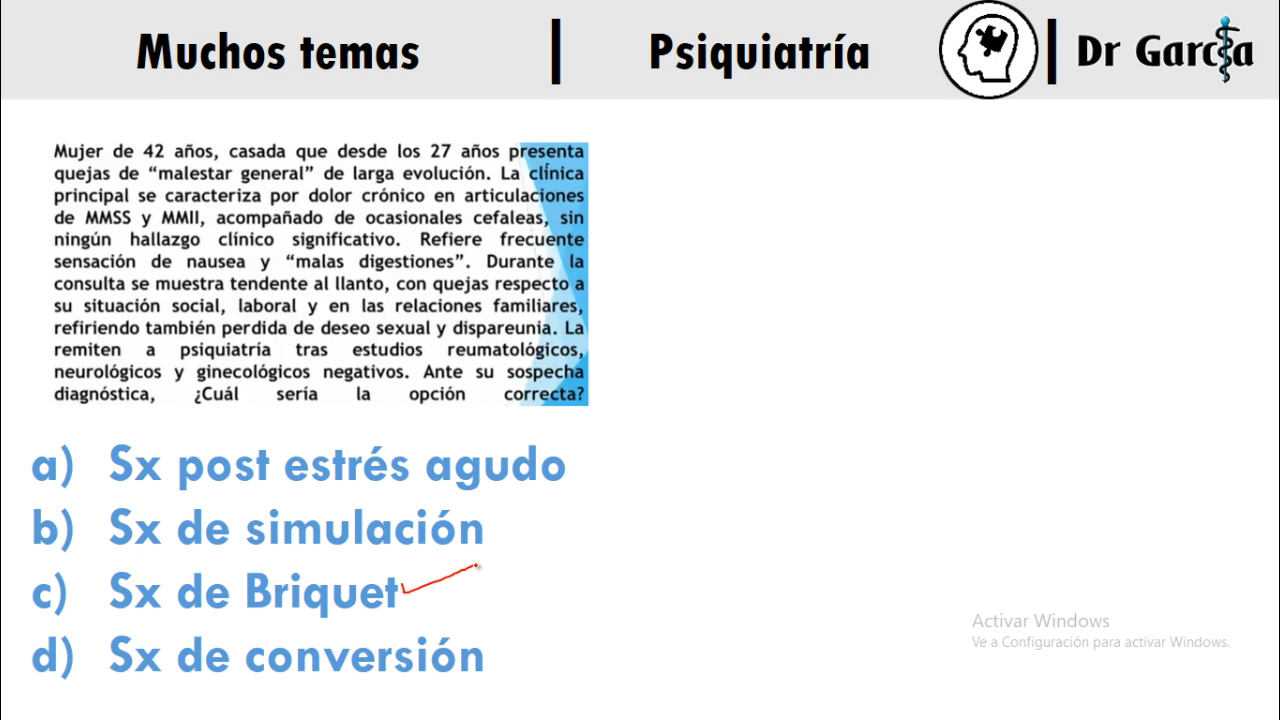 Muchos temas | Psiquiatría | Dr García
Mujer de 42 años, casada que desde los 27 años presenta
quejas de “malestar general” de larga evolución. La clínica
principal se caracteriza por dolor crónico en articulaciones
de MMSS y MMII, acompañado de ocasionales cefaleas, sin
ningún hallazgo clínico significativo. Refiere frecuente
sensación de nausea y “malas digestiones”. Durante la
consulta se muestra tendente al llanto, con quejas respecto a
su situación social, laboral y en las relaciones familiares,
refiriendo también perdida de deseo sexual y dispareunia. La
remiten a psiquiatría tras estudios reumatológicos,
neurológicos y ginecológicos negativos. Ante su sospecha
diagnóstica, ¿Cuál sería la opción correcta?
a) Sx post estrés agudo
b) Sx de simulación
c) Sx de Briquet
d) Sx de conversión
Activar Windows
Ve a Configuración para activar Windows.